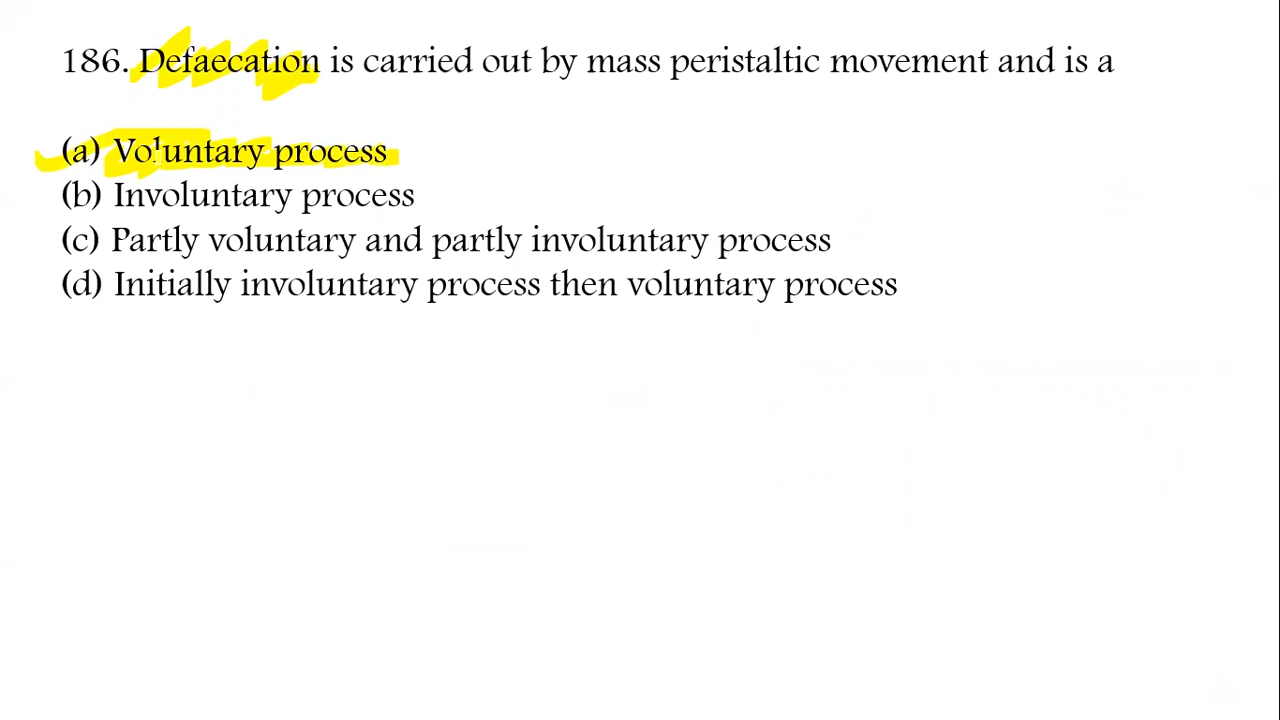 186. Defaecation is carried out by mass peristaltic movement and is a
(a) Voluntary process
(b) Involuntary process
(c) Partly voluntary and partly involuntary process
(d) Initially involuntary process then voluntary process